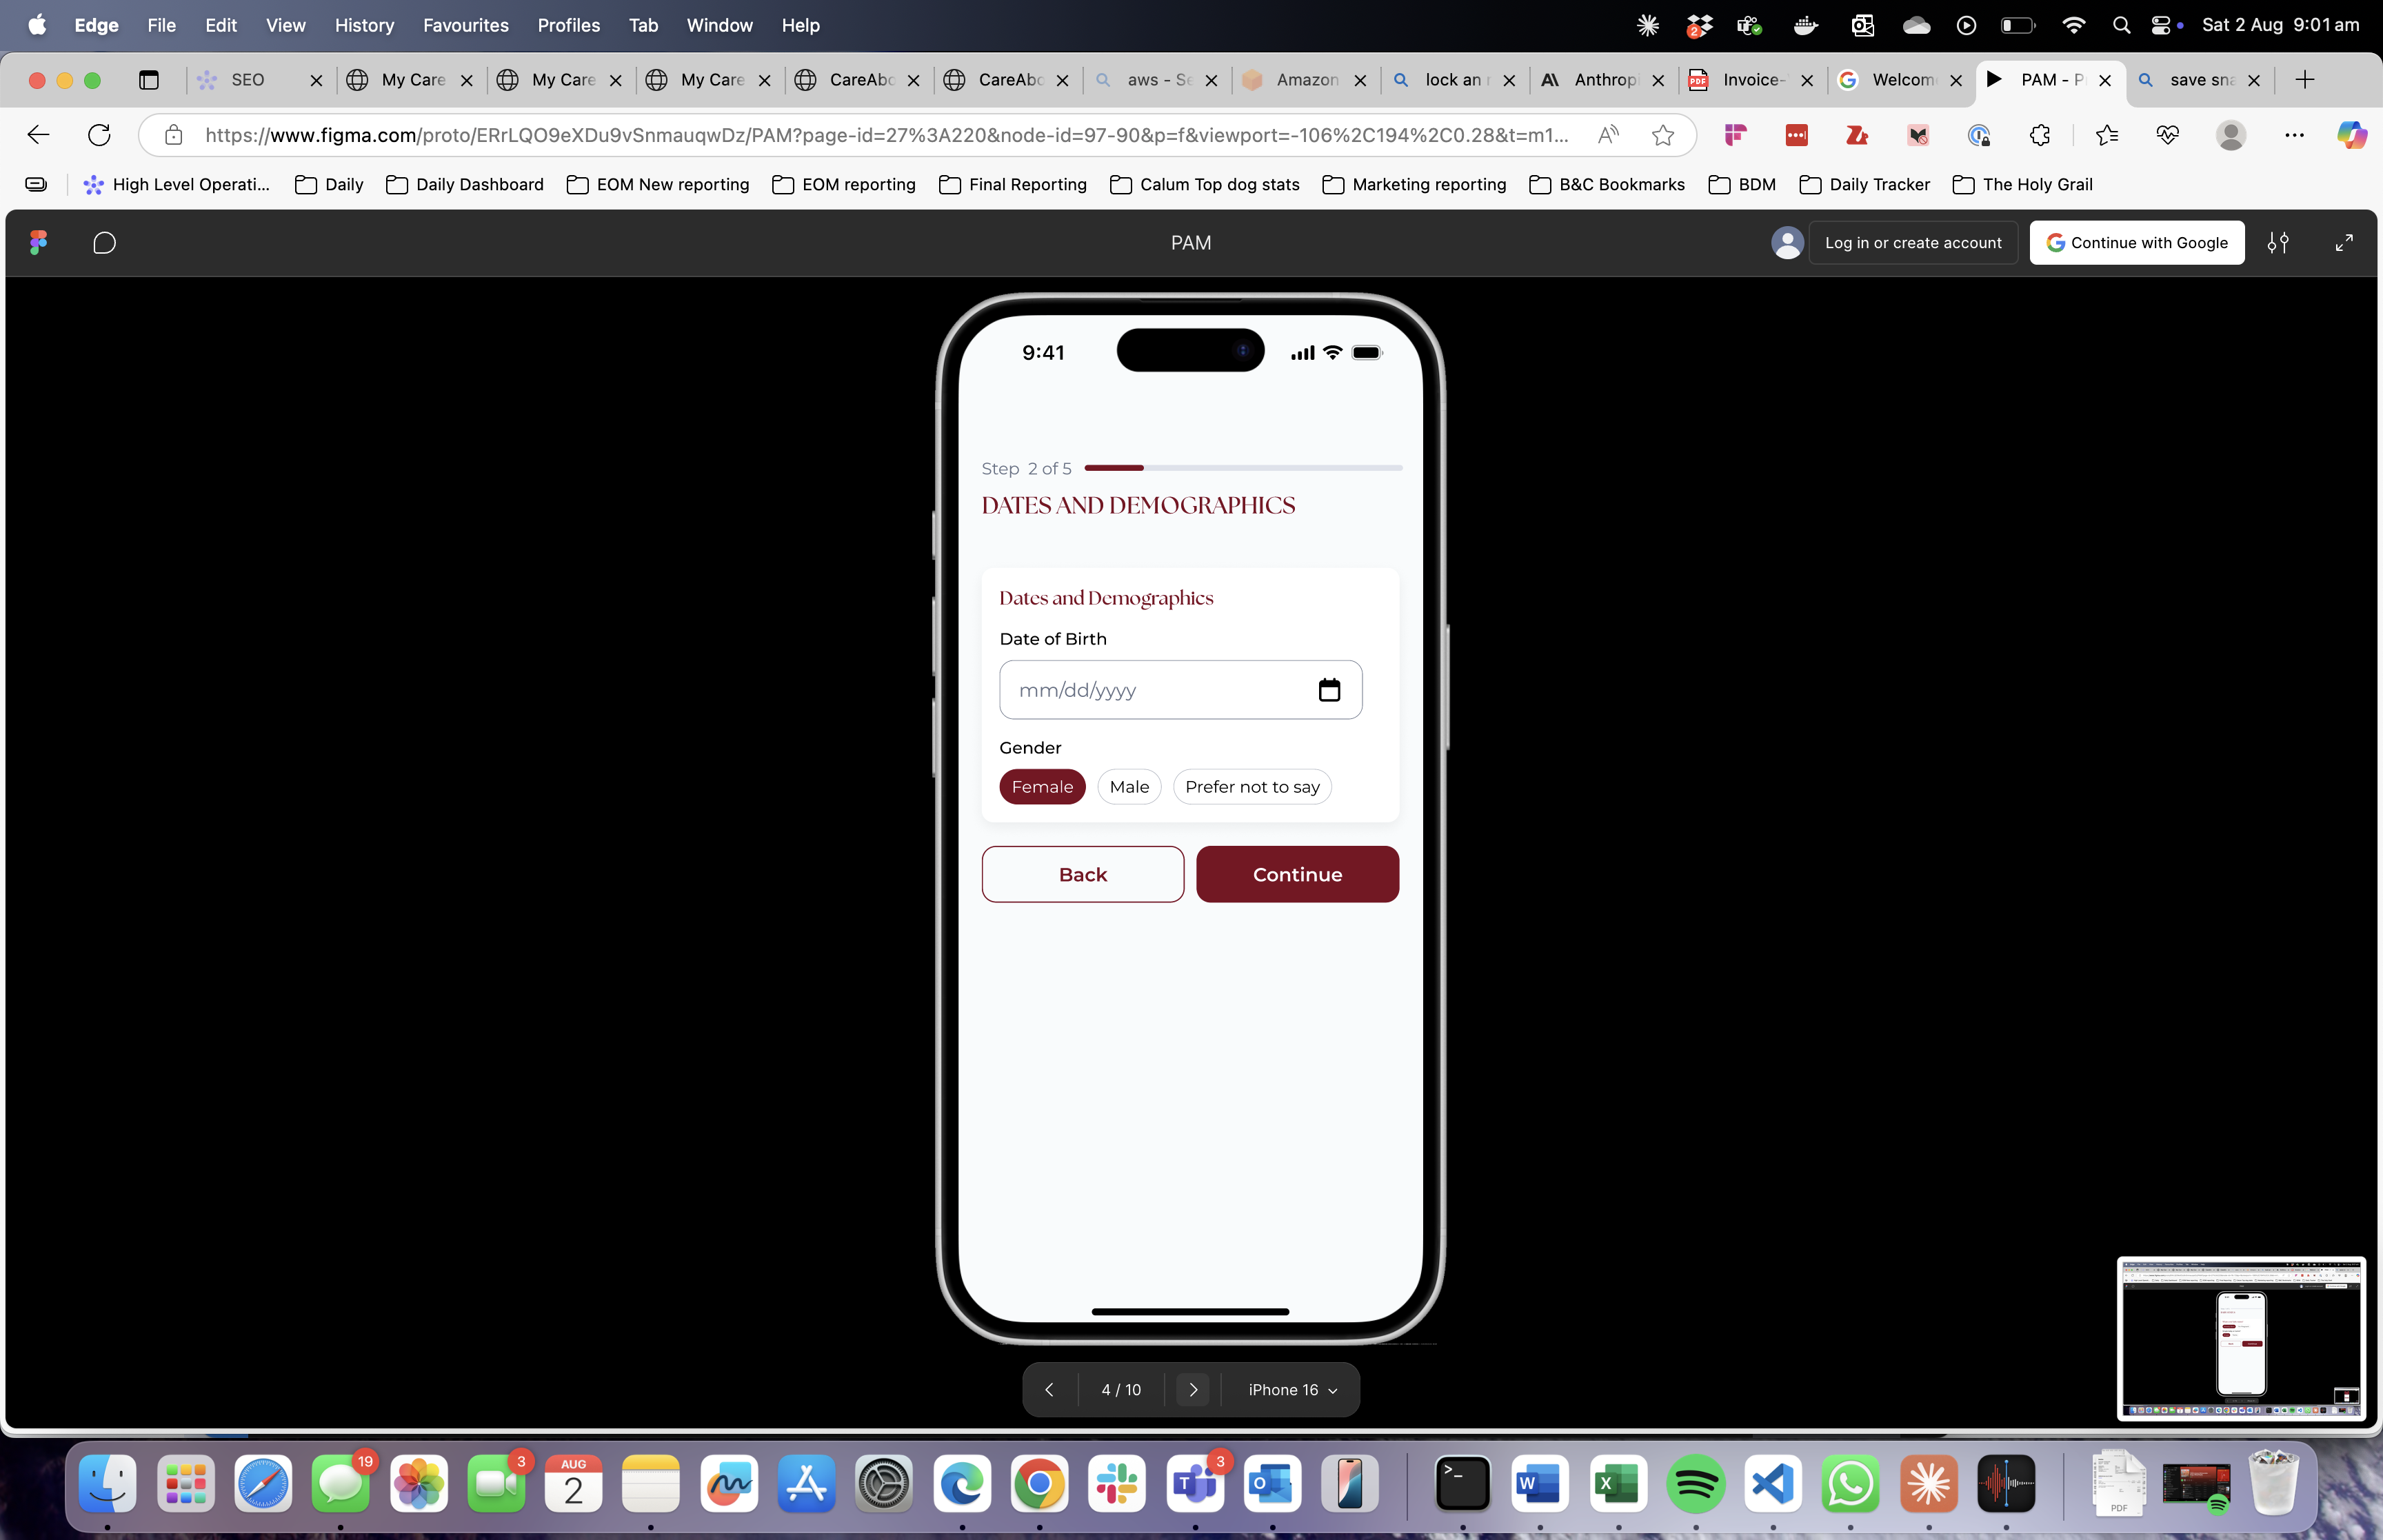 Edge File Edit View History Favourites Profiles Tab Window Help 2 Sat 2 Aug 9:01 am
SEO My Care My Care My Care CareAbo CareAbo aws - Se Amazon lock an r Anthropi Invoice- Welcom PAM - P save sna
https://www.figma.com/proto/ERrLQO9eXDu9vSnmauqwDz/PAM?page-id=27%3A220&node-id=97-90&p=f&viewport=-106%2C194%2C0.28&t=m1...
High Level Operati... Daily Daily Dashboard EOM New reporting EOM reporting Final Reporting Calum Top dog stats Marketing reporting B&C Bookmarks BDM Daily Tracker The Holy Grail
PAM Log in or create account Continue with Google
9:41
Step 2 of 5
DATES AND DEMOGRAPHICS
Dates and Demographics
Date of Birth
mm/dd/yyyy
Gender
Female Male Prefer not to say
Back Continue
4 / 10 iPhone 16
19 3 AUG 2 3
PDF